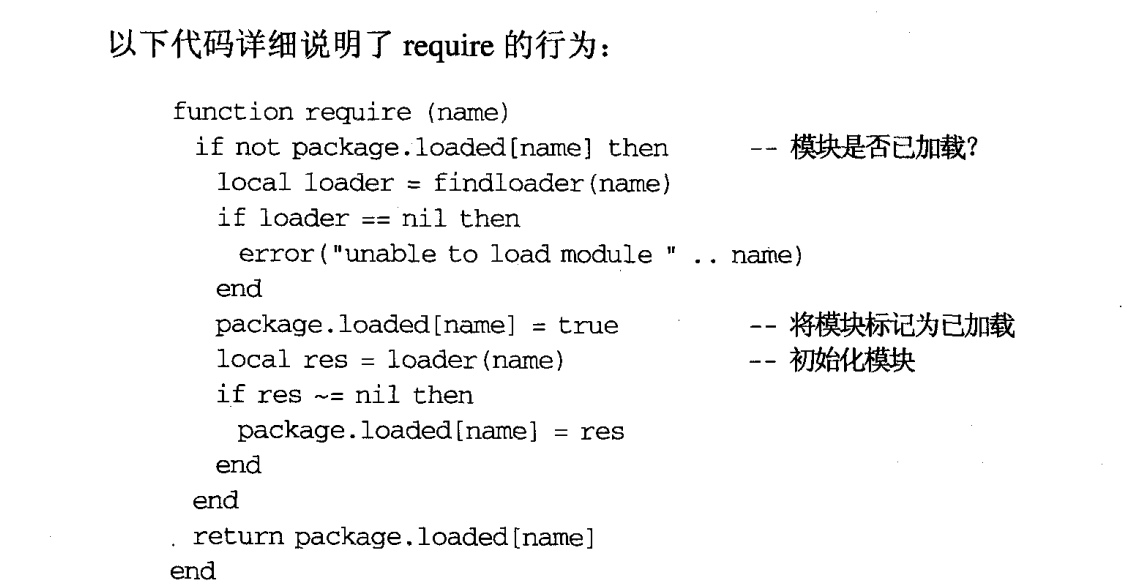 以下代码详细说明了 require 的行为：
function require (name)
if not package.loaded[name] then -- 模块是否已加载？
local loader = findloader(name)
if loader == nil then
error("unable to load module " .. name)
end
package.loaded[name] = true -- 将模块标记为已加载
local res = loader(name) -- 初始化模块
if res ~= nil then
package.loaded[name] = res
end
end
return package.loaded[name]
end